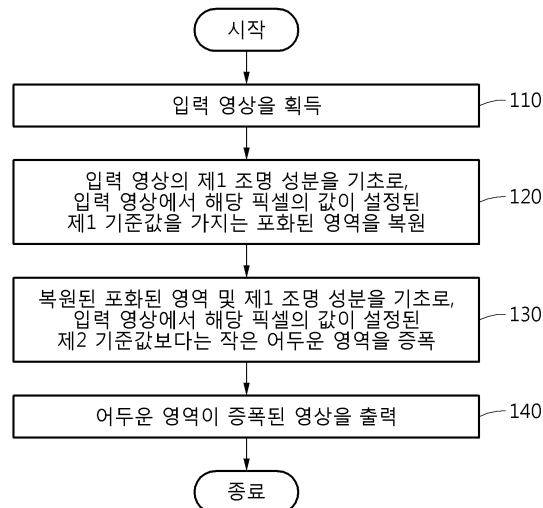 시작
입력 영상을 획득
110
입력 영상의 제1 조명 성분을 기초로,
입력 영상에서 해당 픽셀의 값이 설정된
제1 기준값을 가지는 포화된 영역을 복원
120
복원된 포화된 영역 및 제1 조명 성분을 기초로,
입력 영상에서 해당 픽셀의 값이 설정된
제2 기준값보다는 작은 어두운 영역을 증폭
130
어두운 영역이 증폭된 영상을 출력
140
종료